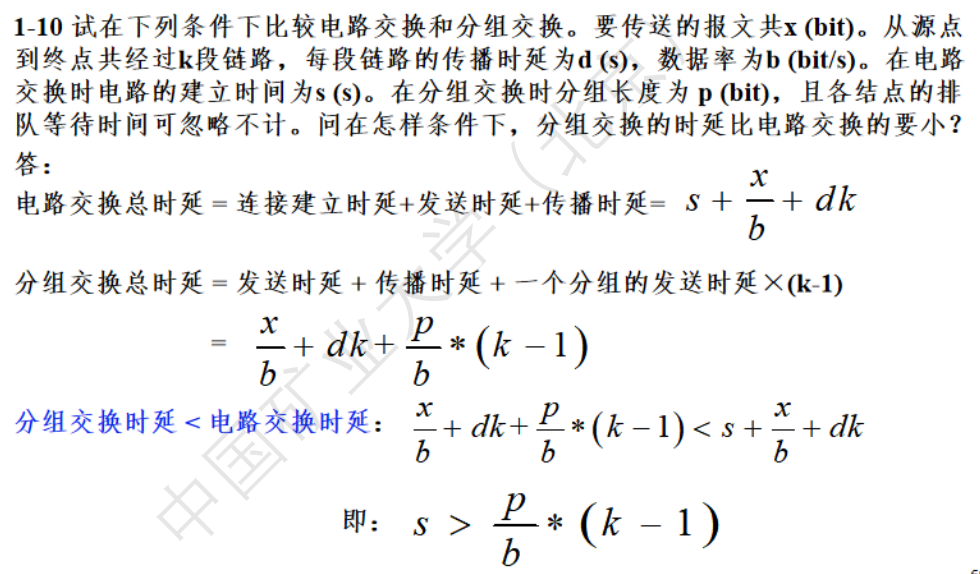 1-10 试在下列条件下比较电路交换和分组交换。要传送的报文共x (bit)。从源点
到终点共经过k段链路，每段链路的传播时延为d (s)，数据率为b (bit/s)。在电路
交换时电路的建立时间为s (s)。在分组交换时分组长度为 p (bit)，且各结点的排
队等待时间可忽略不计。问在怎样条件下，分组交换的时延比电路交换的要小？
答：
电路交换总时延 = 连接建立时延+发送时延+传播时延= s + x/b + dk
分组交换总时延 = 发送时延 + 传播时延 + 一个分组的发送时延×(k-1)
= x/b + dk + p/b * (k − 1)
分组交换时延 < 电路交换时延： x/b + dk + p/b * (k − 1) < s + x/b + dk
即： s > p/b * (k − 1)
中国矿业大学（北京）